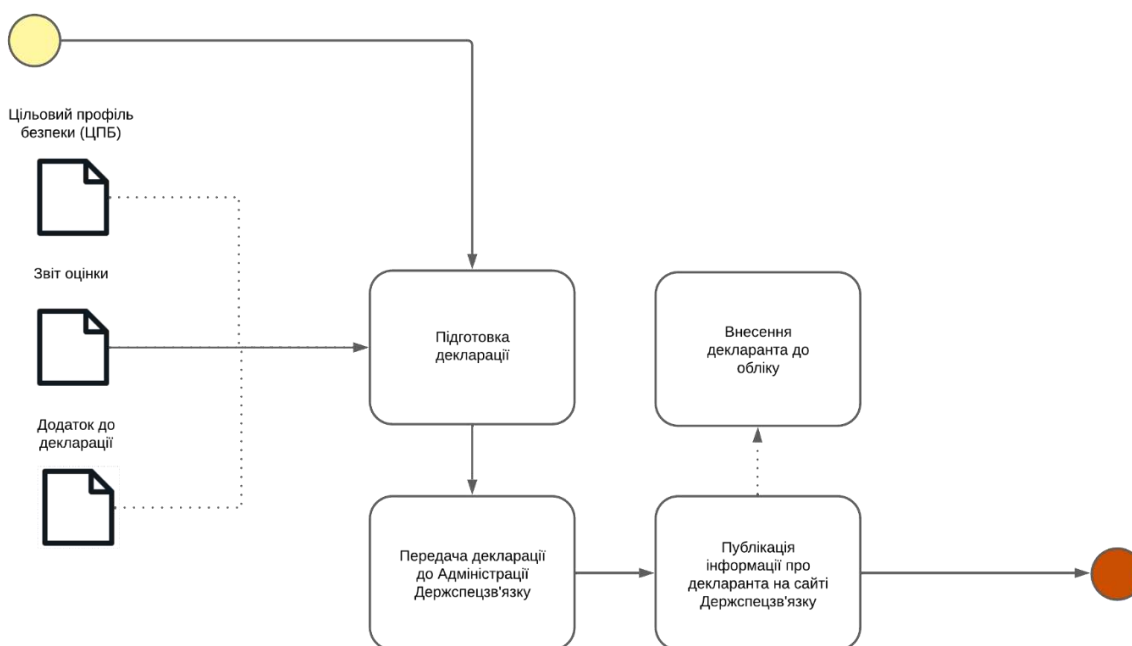 Цільовий профіль
безпеки (ЦПБ)
Звіт оцінки
Додаток до
декларації
Підготовка
декларації
Внесення
декларанта до
обліку
Передача декларації
до Адміністрації
Держспецзв'язку
Публікація
інформації про
декларанта на сайті
Держспецзв'язку